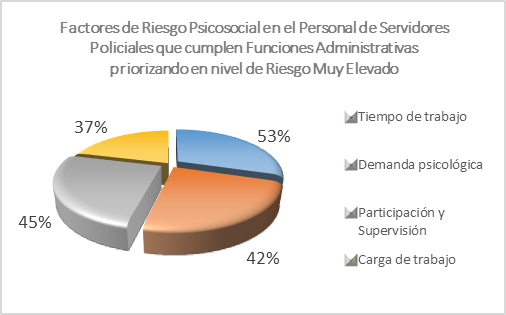 Factores de Riesgo Psicosocial en el Personal de Servidores
Policiales que cumplen Funciones Administrativas
priorizando en nivel de Riesgo Muy Elevado
37%
53%
45%
42%
Tiempo de trabajo
Demanda psicológica
Participación y
Supervisión
Carga de trabajo